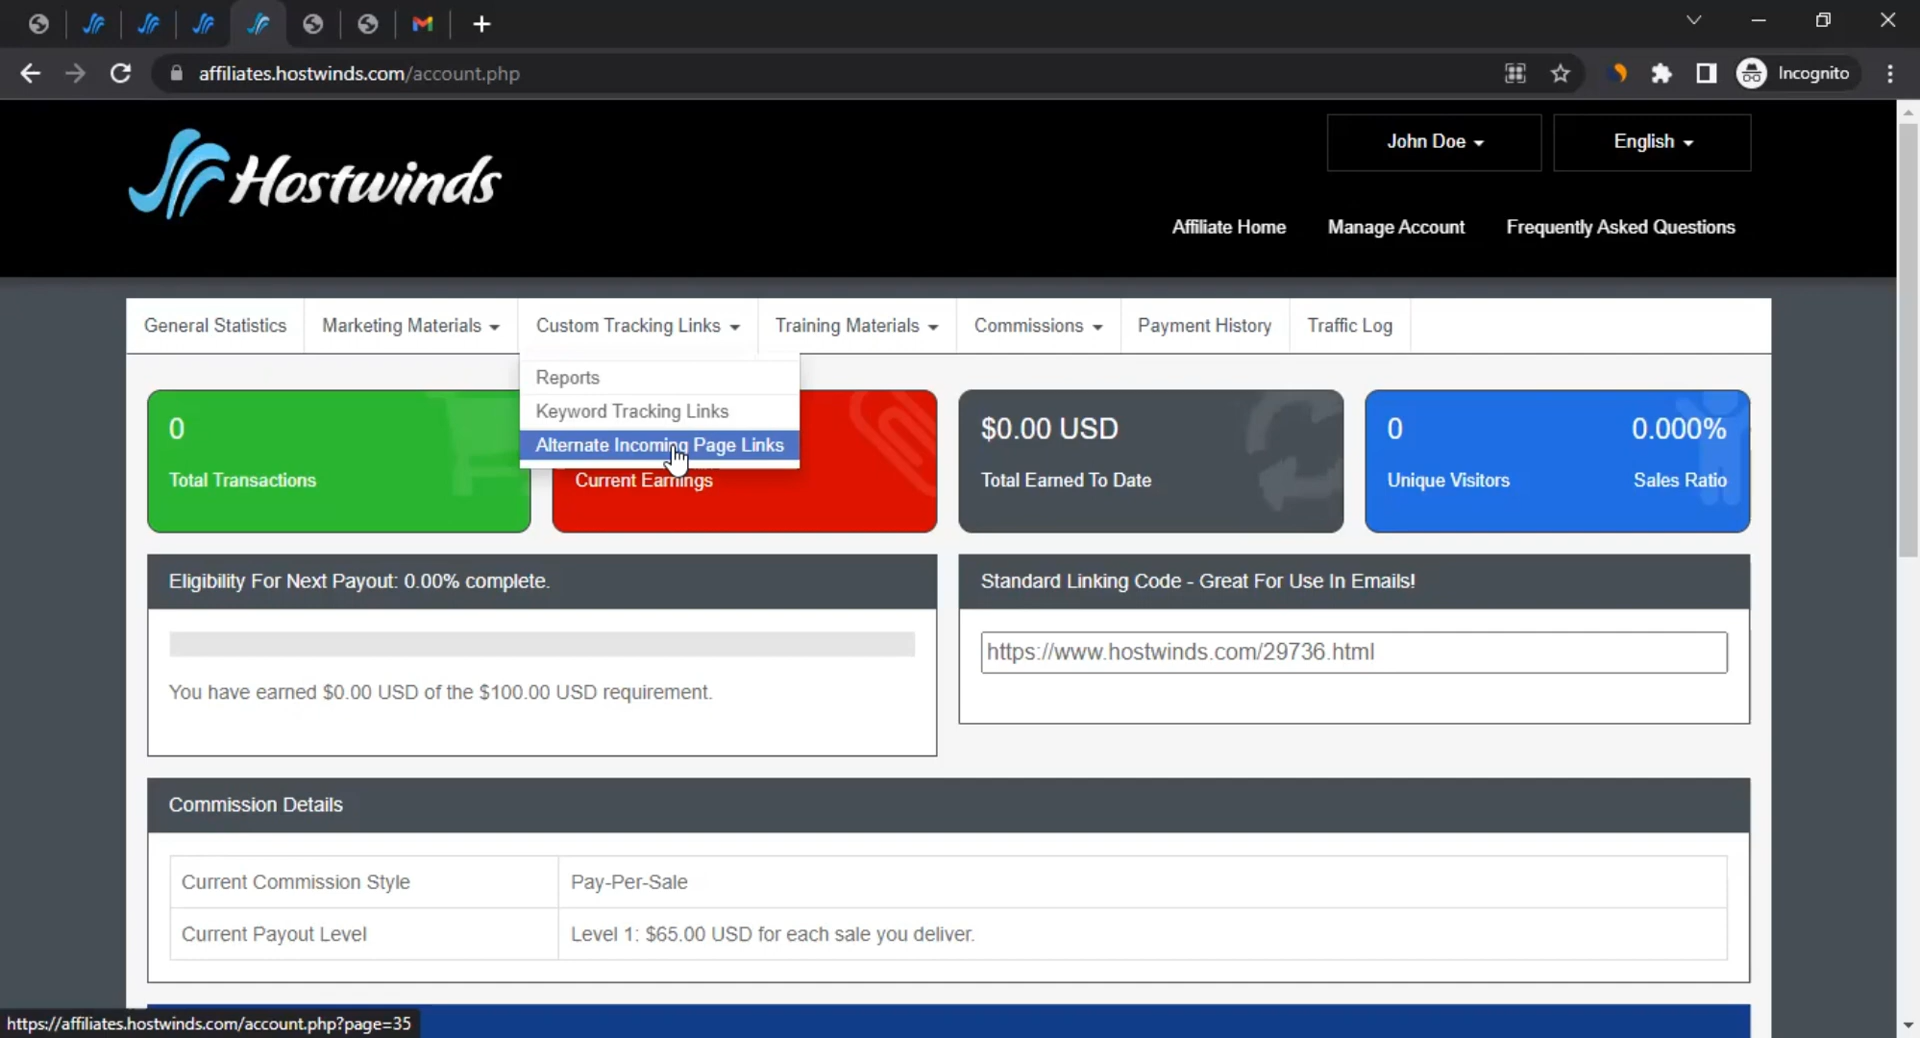 affiliates.hostwinds.com/account.php
Incognito
Hostwinds
John Doe
English
Affiliate Home
Manage Account
Frequently Asked Questions
General Statistics
Marketing Materials
Custom Tracking Links
Training Materials
Commissions
Payment History
Traffic Log
Reports
Keyword Tracking Links
Alternate Incoming Page Links
0
Total Transactions
Current Earnings
$0.00 USD
Total Earned To Date
0
0.000%
Unique Visitors
Sales Ratio
Eligibility For Next Payout: 0.00% complete.
You have earned $0.00 USD of the $100.00 USD requirement.
Standard Linking Code - Great For Use In Emails!
https://www.hostwinds.com/29736.html
Commission Details
Current Commission Style
Pay-Per-Sale
Current Payout Level
Level 1: $65.00 USD for each sale you deliver.
https://affiliates.hostwinds.com/account.php?page=35